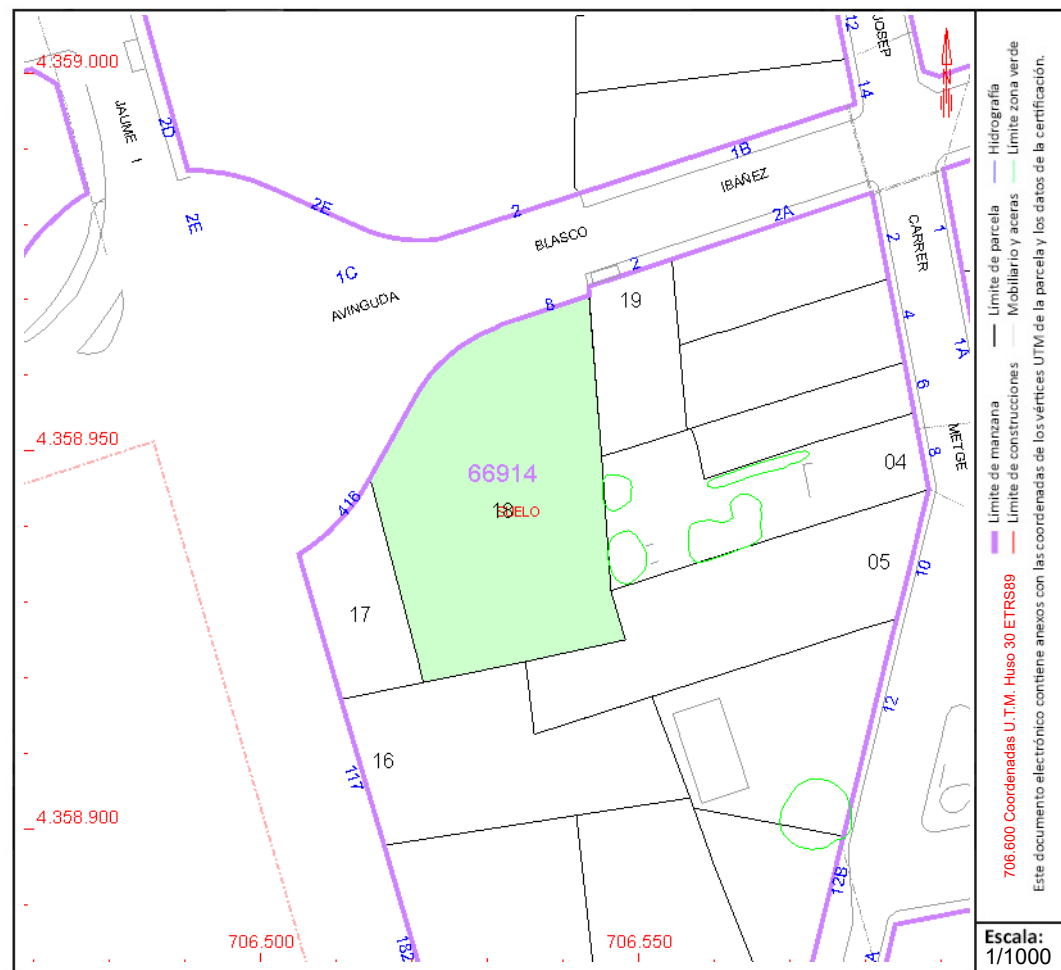 4.359.000
JAUME 1
2D
2E
2E
2
1B
IBÁÑEZ
12
JOSEP
14
BLASCO
2A
2
CARRER
1
1C
AVINGUDA
8
2
19
4
1A
6
4.358.950
66914
18
SUELO
416
04
8
METGE
17
05
10
16
12
117
4.358.900
12B
706.500
706.550
182
A
Límite de manzana
Límite de parcela
Hidrografía
Límite de construcciones
Mobiliario y aceras
Límite zona verde
706.600 Coordenadas U.T.M. Huso 30 ETRS89
Este documento electrónico contiene anexos con las coordenadas de los vértices UTM de la parcela y los datos de la certificación.
N
Escala:
1/1000